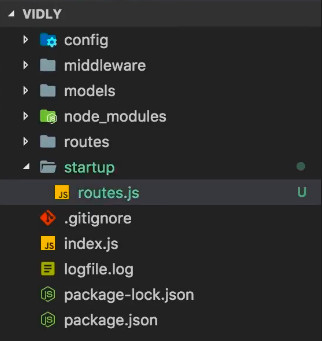 VIDLY
config
middleware
models
node_modules
routes
startup
JS routes.js U
.gitignore
JS index.js
logfile.log
package-lock.json
package.json